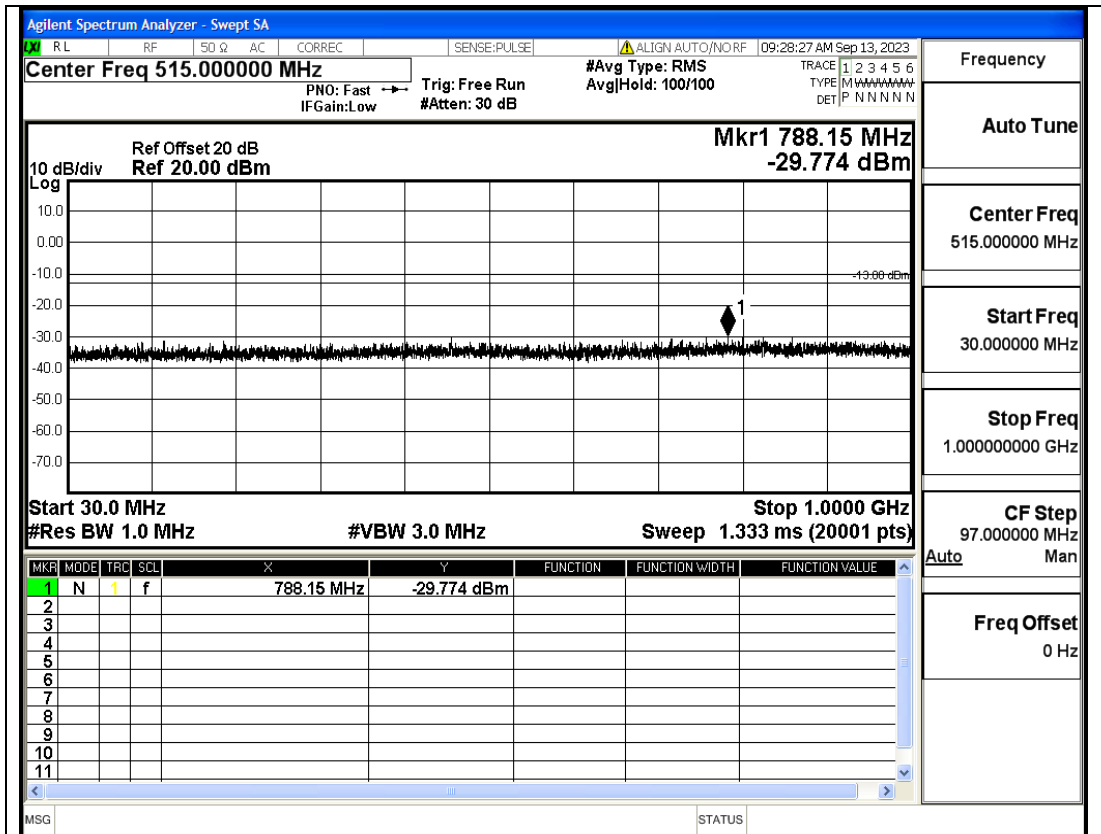 Agilent Spectrum Analyzer - Swept SA
LXI RL RF 50 Ω AC CORREC SENSE:PULSE ALIGN AUTO/NO RF 09:28:27 AM Sep 13, 2023
Center Freq 515.000000 MHz
PNO: Fast
IFGain:Low
Trig: Free Run
#Atten: 30 dB
#Avg Type: RMS
Avg|Hold: 100/100
TRACE 1 2 3 4 5 6
TYPE M WWWWW
DET P N N N N N
Ref Offset 20 dB
10 dB/div Ref 20.00 dBm
Log
Mkr1 788.15 MHz
-29.774 dBm
10.0
0.00
-10.0
-13.00 dBm
-20.0
1
-30.0
-40.0
-50.0
-60.0
-70.0
Start 30.0 MHz Stop 1.0000 GHz
#Res BW 1.0 MHz #VBW 3.0 MHz Sweep 1.333 ms (20001 pts)
MKR MODE TRC SCL X Y FUNCTION FUNCTION WIDTH FUNCTION VALUE
1 N 1 f 788.15 MHz -29.774 dBm
2
3
4
5
6
7
8
9
10
11
MSG STATUS
Frequency
Auto Tune
Center Freq
515.000000 MHz
Start Freq
30.000000 MHz
Stop Freq
1.000000000 GHz
CF Step
97.000000 MHz
Auto Man
Freq Offset
0 Hz